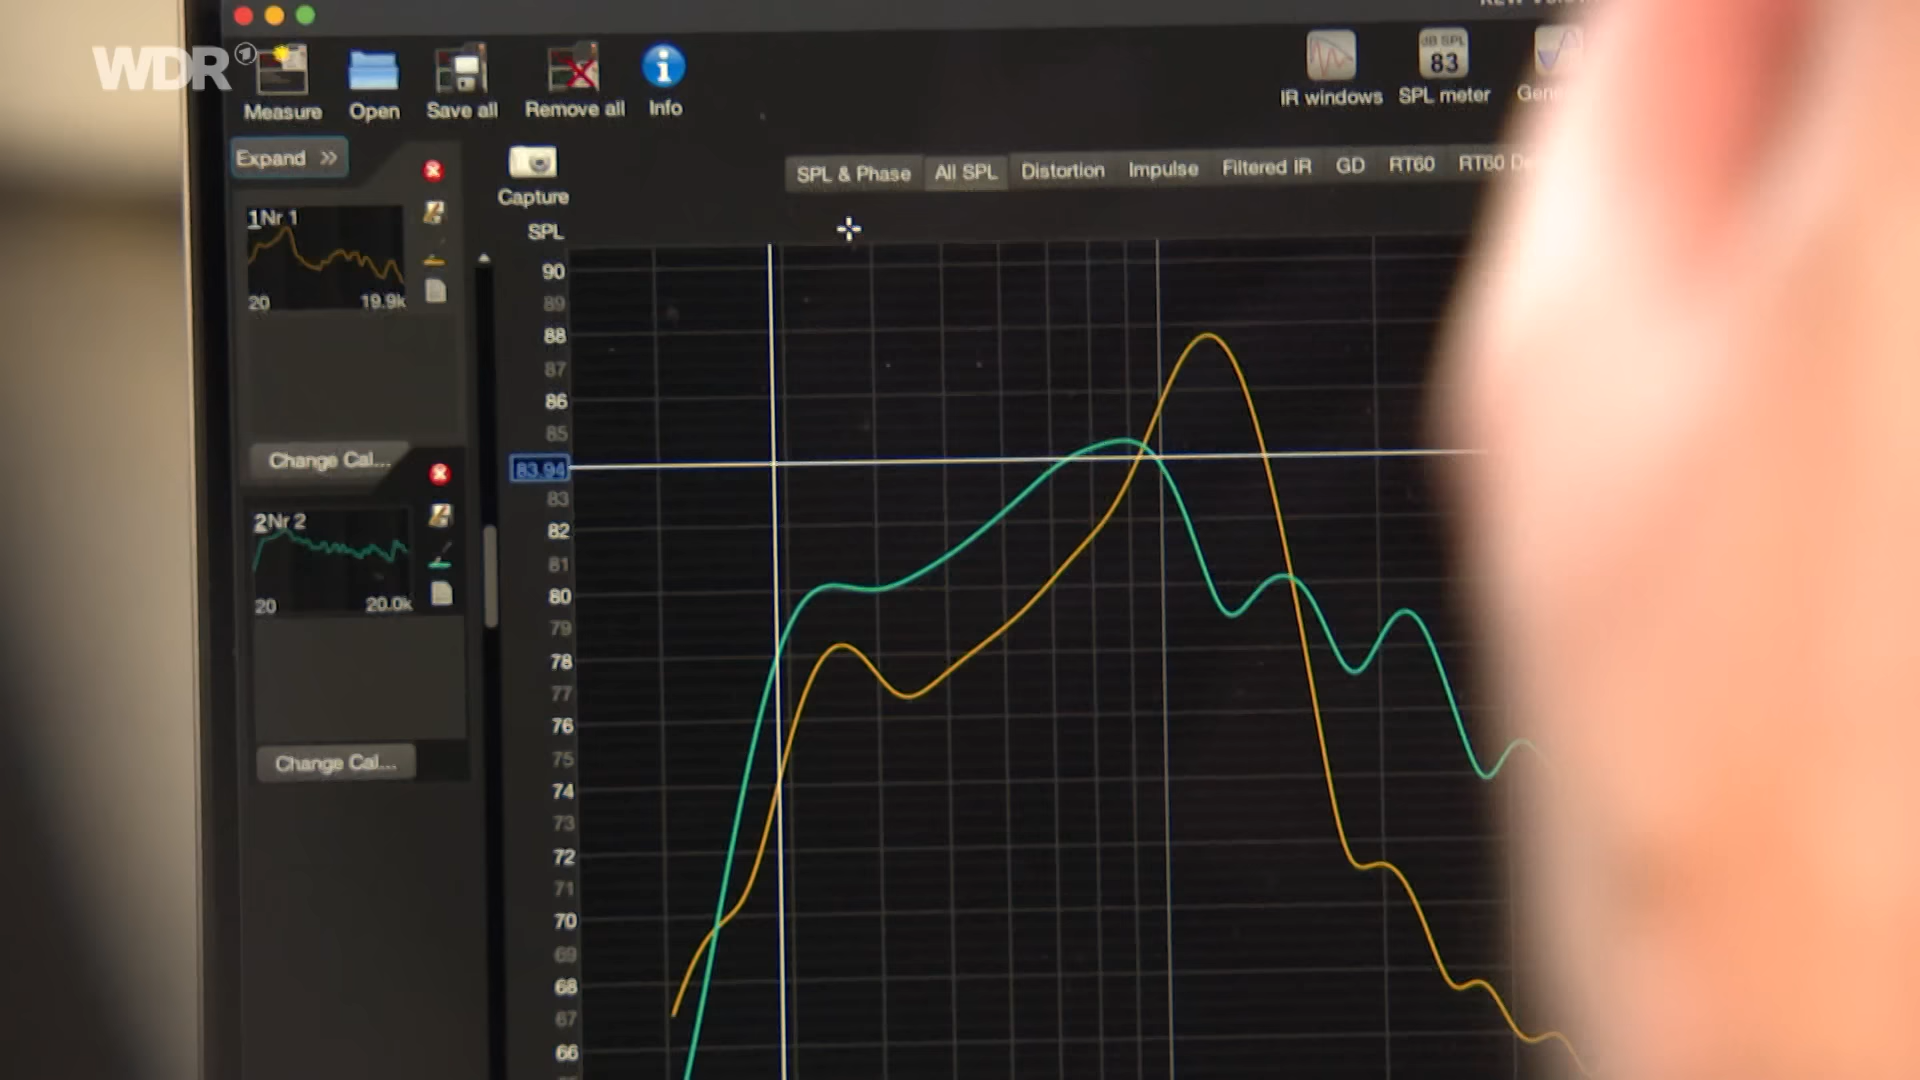 WDR
Measure
Open
Save all
Remove all
Info
IR windows
dB SPL
83
SPL meter
Expand >>
Capture
SPL & Phase
All SPL
Distortion
Impulse
Filtered IR
GD
RT60
RT60
SPL
1 Nr 1
20
19.9k
Change Cal...
2 Nr 2
20
20.0k
Change Cal...
90
89
88
87
86
85
83.94
83
82
81
80
79
78
77
76
75
74
73
72
71
70
69
68
67
66